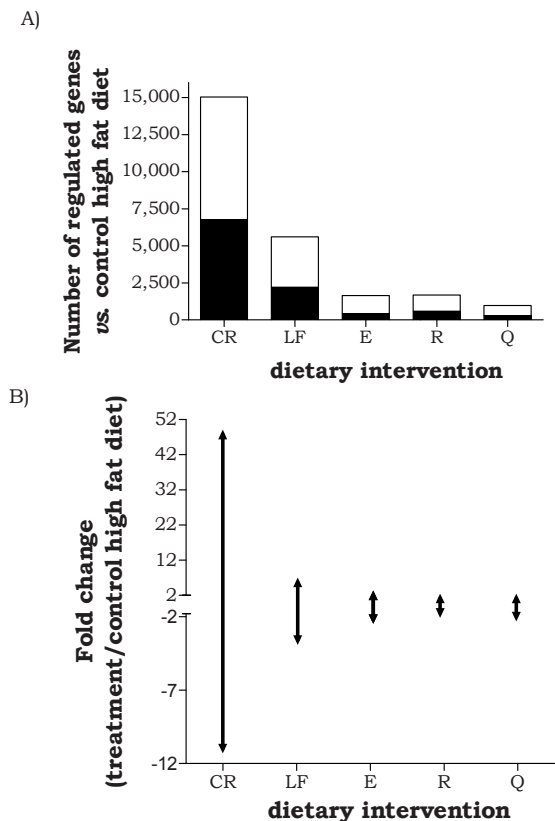 A)
Number of regulated genes
vs. control high fat diet
15,000
12,500
10,000
7,500
5,000
2,500
0
CR LF E R Q
dietary intervention
B)
Fold change
(treatment/control high fat diet)
52
42
32
22
12
2
-2
-7
-12
CR LF E R Q
dietary intervention